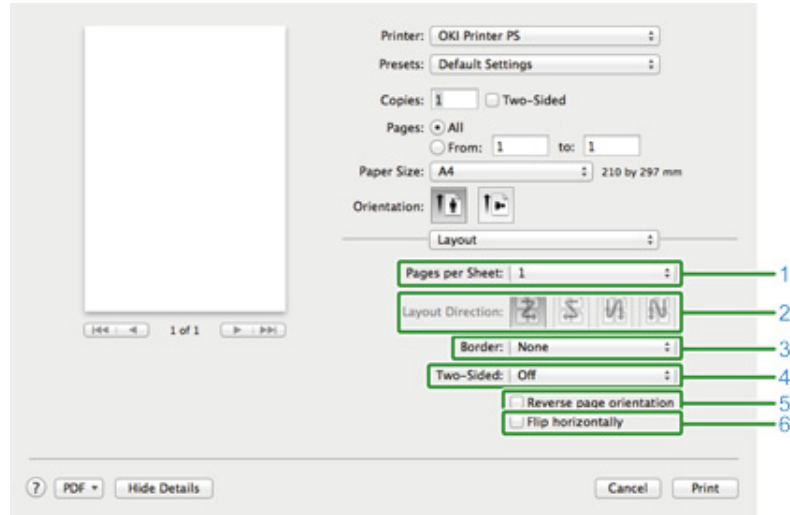 Printer: OKI Printer PS
Presets: Default Settings
Copies: 1 Two-Sided
Pages: All
From: 1 to: 1
Paper Size: A4 210 by 297 mm
Orientation:
Layout
Pages per Sheet: 1 1
Layout Direction: 2
Border: None 3
Two-Sided: Off 4
Reverse page orientation 5
Flip horizontally 6
1 of 1
? PDF Hide Details Cancel Print